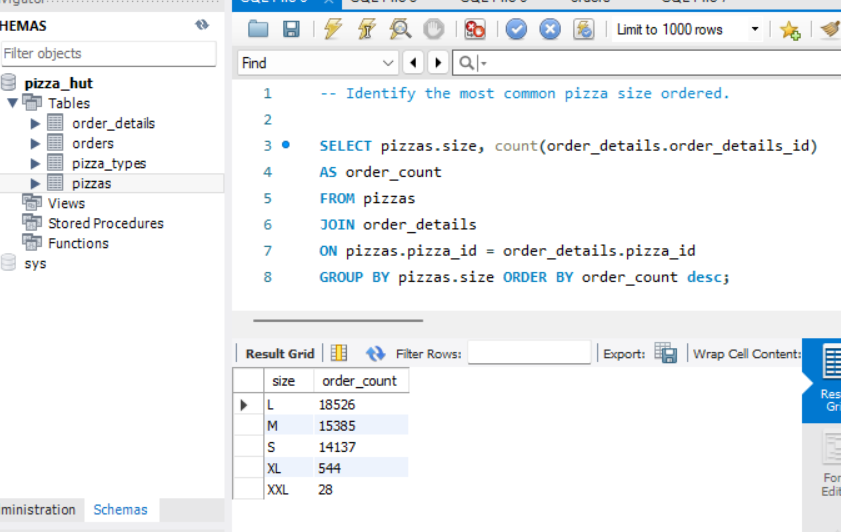 HEMAS
Filter objects
pizza_hut
Tables
order_details
orders
pizza_types
pizzas
Views
Stored Procedures
Functions
sys
ministration Schemas
Limit to 1000 rows
Find
1 -- Identify the most common pizza size ordered.
2
3 SELECT pizzas.size, count(order_details.order_details_id)
4 AS order_count
5 FROM pizzas
6 JOIN order_details
7 ON pizzas.pizza_id = order_details.pizza_id
8 GROUP BY pizzas.size ORDER BY order_count desc;
Result Grid Filter Rows: Export: Wrap Cell Content:
size order_count
L 18526
M 15385
S 14137
XL 544
XXL 28
Res
Gri
For
Edit